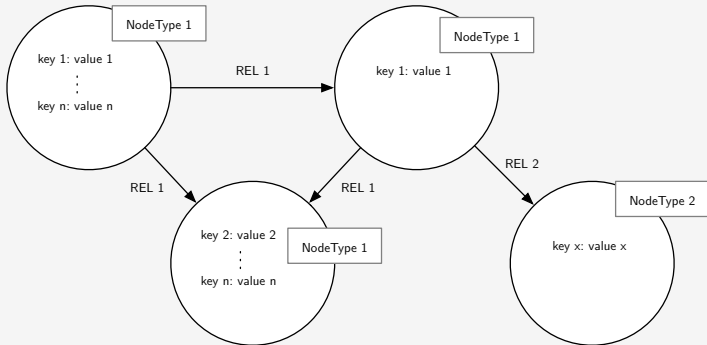 NodeType 1
key 1: value 1
⋮
key n: value n
REL 1
NodeType 1
key 1: value 1
REL 1
REL 1
REL 2
key 2: value 2
⋮
key n: value n
NodeType 1
NodeType 2
key x: value x